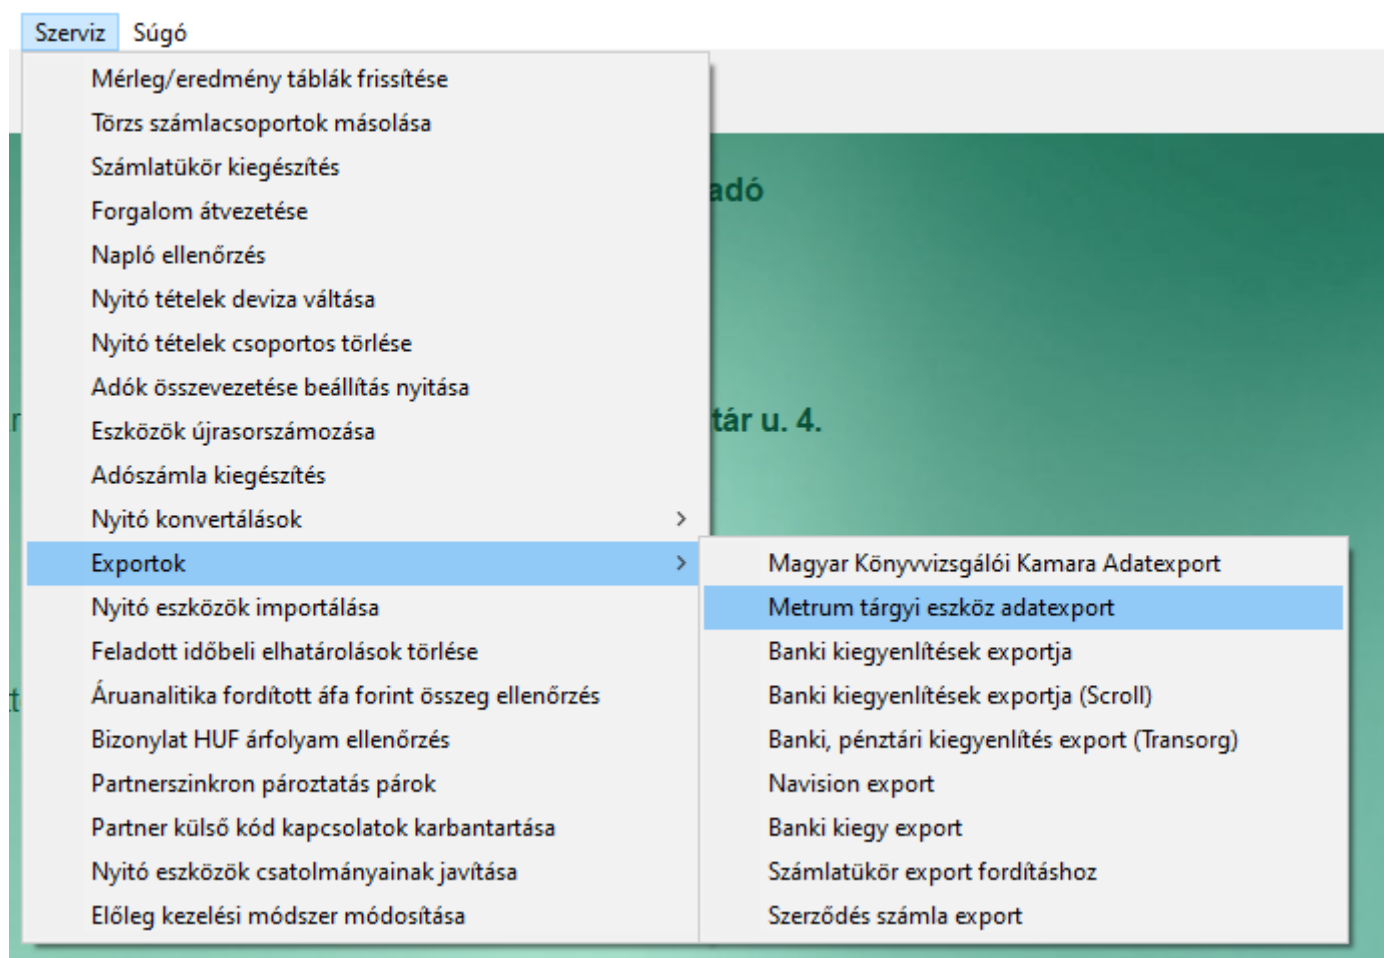 Szerviz Súgó
Mérleg/eredmény táblák frissítése
Törzs számlacsoportok másolása
Számlatükör kiegészítés
Forgalom átvezetése
Napló ellenőrzés
Nyitó tételek deviza váltása
Nyitó tételek csoportos törlése
Adók összevezetése beállítás nyitása
Eszközök újrasorszámozása
Adószámla kiegészítés
Nyitó konvertálások
Exportok
Nyitó eszközök importálása
Feladott időbeli elhatárolások törlése
Áruanalitika fordított áfa forint összeg ellenőrzés
Bizonylat HUF árfolyam ellenőrzés
Partnerszinkron pároztatás párok
Partner külső kód kapcsolatok karbantartása
Nyitó eszközök csatolmányainak javítása
Előleg kezelési módszer módosítása
Magyar Könyvvizsgálói Kamara Adatexport
Metrum tárgyi eszköz adatexport
Banki kiegyenlítések exportja
Banki kiegyenlítések exportja (Scroll)
Banki, pénztári kiegyenlítés export (Transorg)
Navision export
Banki kiegy export
Számlatükör export fordításhoz
Szerződés számla export
adó
tár u. 4.